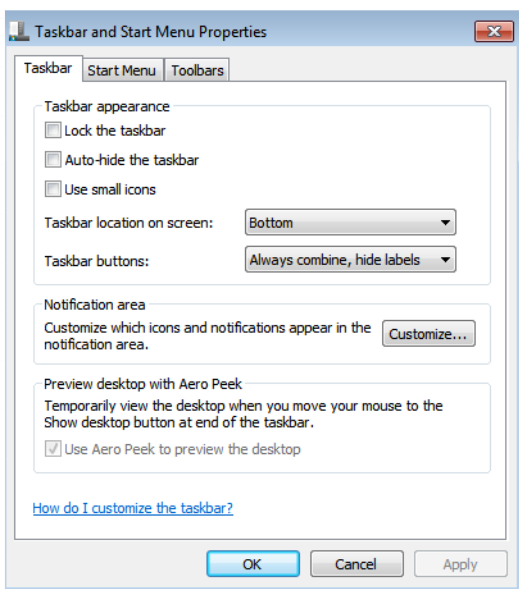 Taskbar and Start Menu Properties
Taskbar Start Menu Toolbars
Taskbar appearance
Lock the taskbar
Auto-hide the taskbar
Use small icons
Taskbar location on screen: Bottom
Taskbar buttons: Always combine, hide labels
Notification area
Customize which icons and notifications appear in the
notification area.
Customize...
Preview desktop with Aero Peek
Temporarily view the desktop when you move your mouse to the
Show desktop button at end of the taskbar.
Use Aero Peek to preview the desktop
How do I customize the taskbar?
OK Cancel Apply